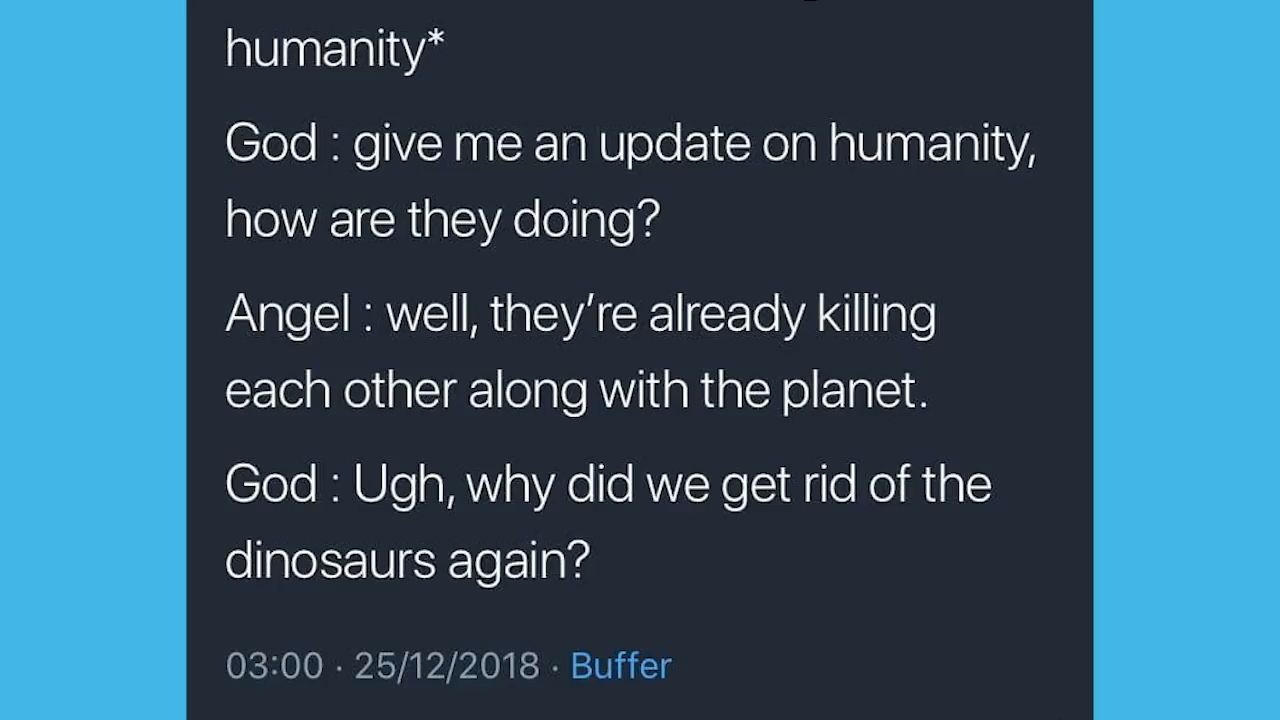 humanity*
God : give me an update on humanity,
how are they doing?
Angel : well, they’re already killing
each other along with the planet.
God : Ugh, why did we get rid of the
dinosaurs again?
03:00 · 25/12/2018 · Buffer